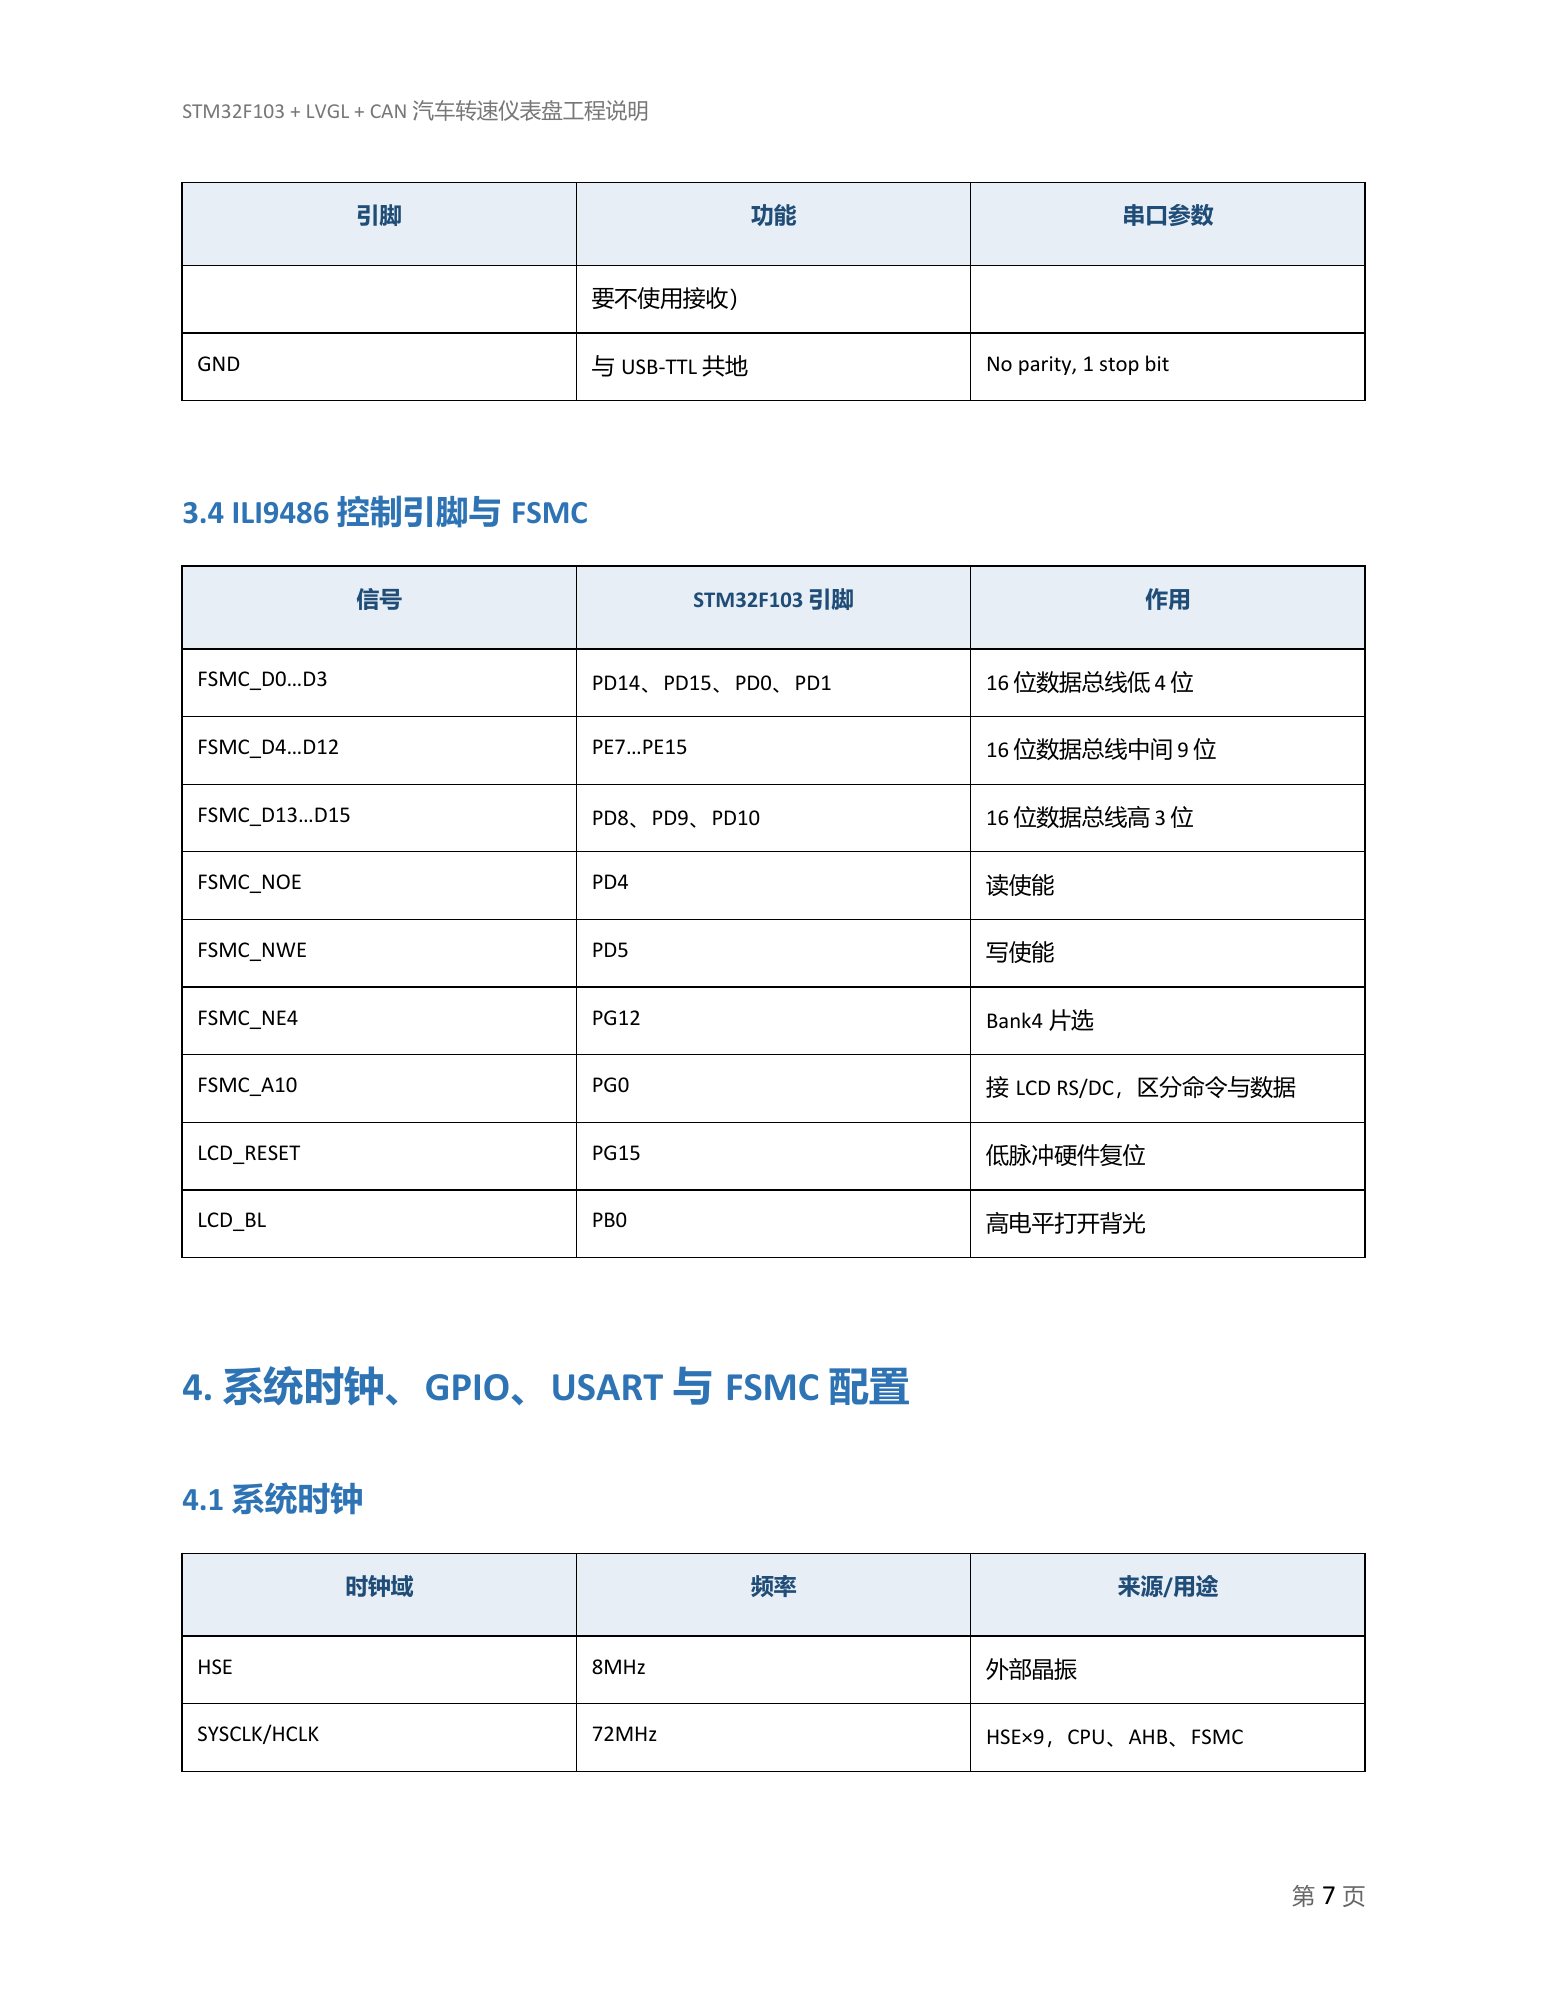 STM32F103 + LVGL + CAN 汽车转速仪表盘工程说明
引脚 功能 串口参数
要不使用接收）
GND 与 USB-TTL 共地 No parity, 1 stop bit
3.4 ILI9486 控制引脚与 FSMC
信号 STM32F103 引脚 作用
FSMC_D0…D3 PD14、PD15、PD0、PD1 16 位数据总线低 4 位
FSMC_D4…D12 PE7…PE15 16 位数据总线中间 9 位
FSMC_D13…D15 PD8、PD9、PD10 16 位数据总线高 3 位
FSMC_NOE PD4 读使能
FSMC_NWE PD5 写使能
FSMC_NE4 PG12 Bank4 片选
FSMC_A10 PG0 接 LCD RS/DC，区分命令与数据
LCD_RESET PG15 低脉冲硬件复位
LCD_BL PB0 高电平打开背光
4. 系统时钟、GPIO、USART 与 FSMC 配置
4.1 系统时钟
时钟域 频率 来源/用途
HSE 8MHz 外部晶振
SYSCLK/HCLK 72MHz HSE×9，CPU、AHB、FSMC
第 7 页